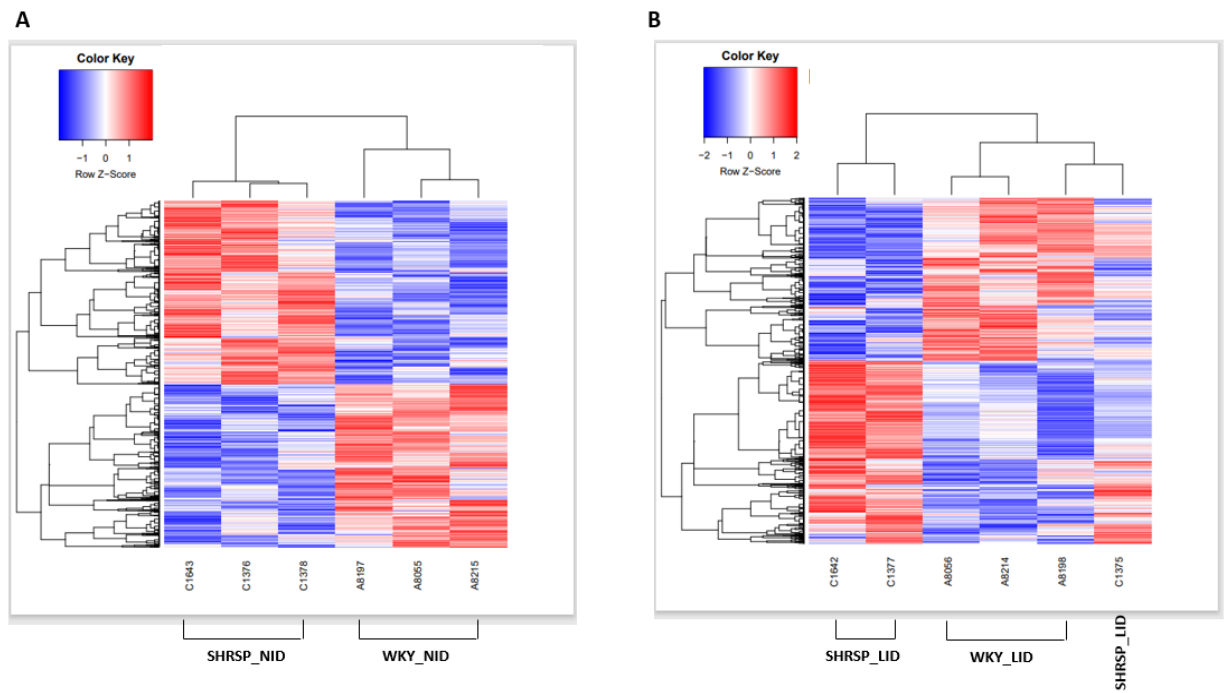 A
Color Key
−1 0 1
Row Z-Score
C1643
C1376
C1378
A8197
A8055
A8215
SHRSP_NID
WKY_NID
B
Color Key
−2 −1 0 1 2
Row Z-Score
C1642
C1377
A8056
A8214
A8198
C1375
SHRSP_LID
WKY_LID
SHRSP_LID